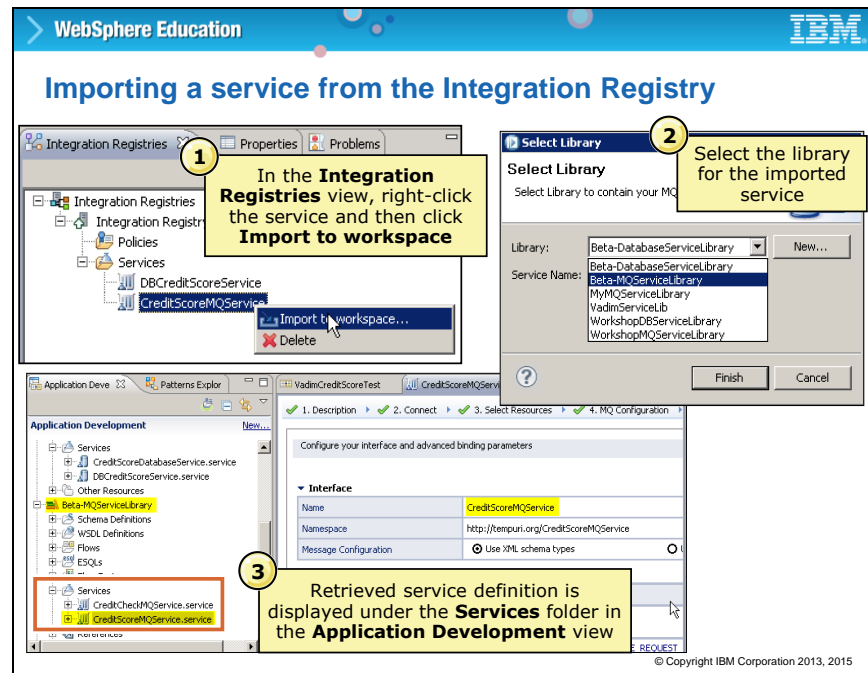 WebSphere Education
IBM
Importing a service from the Integration Registry
Integration Registries
Properties
Problems
1
In the Integration
Registries view, right-click
the service and then click
Import to workspace
Integration Registries
Integration Registry
Policies
Services
DBCreditScoreService
CreditScoreMQService
Import to workspace...
Delete
Select Library
2
Select the library
for the imported
service
Select Library
Select Library to contain your MQ
Library:
Beta-DatabaseServiceLibrary
New...
Service Name:
Beta-DatabaseServiceLibrary
Beta-MQServiceLibrary
MyMQServiceLibrary
VadimServiceLib
WorkshopDBServiceLibrary
WorkshopMQServiceLibrary
?
Finish
Cancel
Application Deve
Patterns Explor
Application Development
New...
Services
CreditScoreDatabaseService.service
DBCreditScoreService.service
Other Resources
Beta-MQServiceLibrary
Schema Definitions
WSDL Definitions
Flows
ESQLs
Services
CreditCheckMQService.service
CreditScoreMQService.service
References
VadimCreditScoreTest
CreditScoreMQServi
1. Description
2. Connect
3. Select Resources
4. MQ Configuration
Configure your interface and advanced binding parameters
Interface
Name
CreditScoreMQService
Namespace
http://tempuri.org/CreditScoreMQService
Message Configuration
Use XML schema types
3
Retrieved service definition is
displayed under the Services folder in
the Application Development view
REQUEST
© Copyright IBM Corporation 2013, 2015